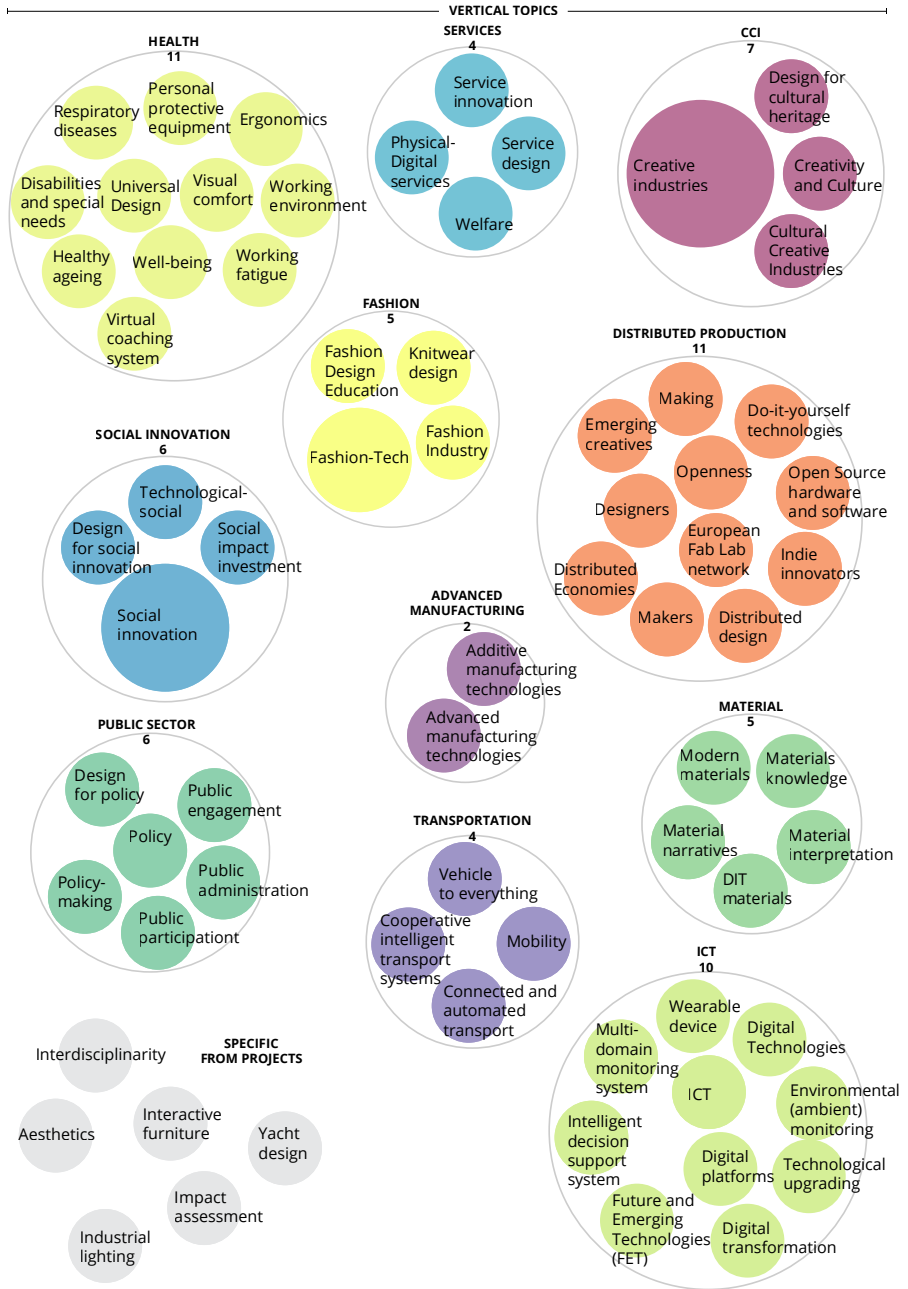 VERTICAL TOPICS
HEALTH
11
Respiratory
diseases
Personal
protective
equipment
Ergonomics
Disabilities
and special
needs
Universal
Design
Visual
comfort
Working
environment
Healthy
ageing
Well-being
Working
fatigue
Virtual
coaching
system
SERVICES
4
Service
innovation
Physical-
Digital
services
Service
design
Welfare
CCI
7
Design for
cultural
heritage
Creative
industries
Creativity
and Culture
Cultural
Creative
Industries
FASHION
5
Fashion
Design
Education
Knitwear
design
Fashion-Tech
Fashion
Industry
DISTRIBUTED PRODUCTION
11
Making
Do-it-yourself
technologies
Emerging
creatives
Openness
Open Source
hardware
and software
Designers
European
Fab Lab
network
Indie
innovators
Distributed
Economies
Makers
Distributed
design
SOCIAL INNOVATION
6
Technological-
social
Design
for social
innovation
Social
impact
investment
Social
innovation
ADVANCED
MANUFACTURING
2
Additive
manufacturing
technologies
Advanced
manufacturing
technologies
PUBLIC SECTOR
6
Design
for policy
Public
engagement
Policy
Policy-
making
Public
administration
Public
participationt
MATERIAL
5
Modern
materials
Materials
knowledge
Material
narratives
Material
interpretation
DIT
materials
TRANSPORTATION
4
Vehicle
to everything
Cooperative
intelligent
transport
systems
Mobility
Connected and
automated
transport
ICT
10
Wearable
device
Digital
Technologies
Multi-
domain
monitoring
system
ICT
Environmental
(ambient)
monitoring
Intelligent
decision
support
system
Digital
platforms
Technological
upgrading
Future and
Emerging
Technologies
(FET)
Digital
transformation
SPECIFIC
FROM PROJECTS
Interdisciplinarity
Aesthetics
Interactive
furniture
Yacht
design
Impact
assessment
Industrial
lighting